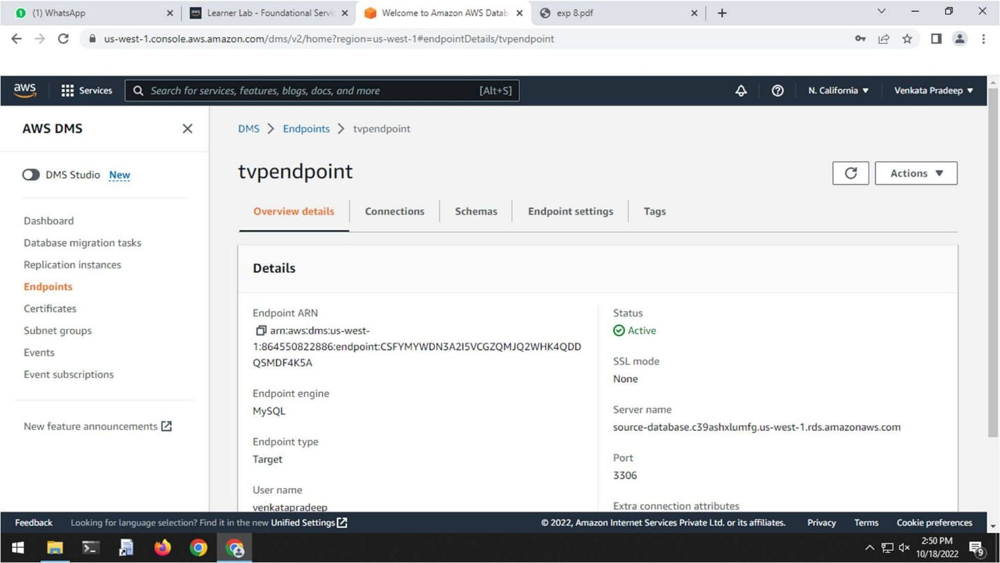 (1) WhatsApp
Learner Lab - Foundational Servic
Welcome to Amazon AWS Datab
exp 8.pdf
us-west-1.console.aws.amazon.com/dms/v2/home?region=us-west-1#endpointDetails/tvpendpoint
aws
Services
Search for services, features, blogs, docs, and more
[Alt+S]
N. California
Venkata Pradeep
AWS DMS
DMS Studio New
Dashboard
Database migration tasks
Replication instances
Endpoints
Certificates
Subnet groups
Events
Event subscriptions
New feature announcements
DMS > Endpoints > tvpendpoint
tvpendpoint
Actions
Overview details
Connections
Schemas
Endpoint settings
Tags
Details
Endpoint ARN
arn:aws:dms:us-west-
1:864550822886:endpoint:CSFYMYWDN3A2I5VCGZQMJQ2WHK4QDD
QSMDF4K5A
Endpoint engine
MySQL
Endpoint type
Target
User name
venkatapradeep
Status
Active
SSL mode
None
Server name
source-database.c39ashxlumfg.us-west-1.rds.amazonaws.com
Port
3306
Extra connection attributes
Feedback
Looking for language selection? Find it in the new Unified Settings
© 2022, Amazon Internet Services Private Ltd. or its affiliates.
Privacy
Terms
Cookie preferences
2:50 PM
10/18/2022
9